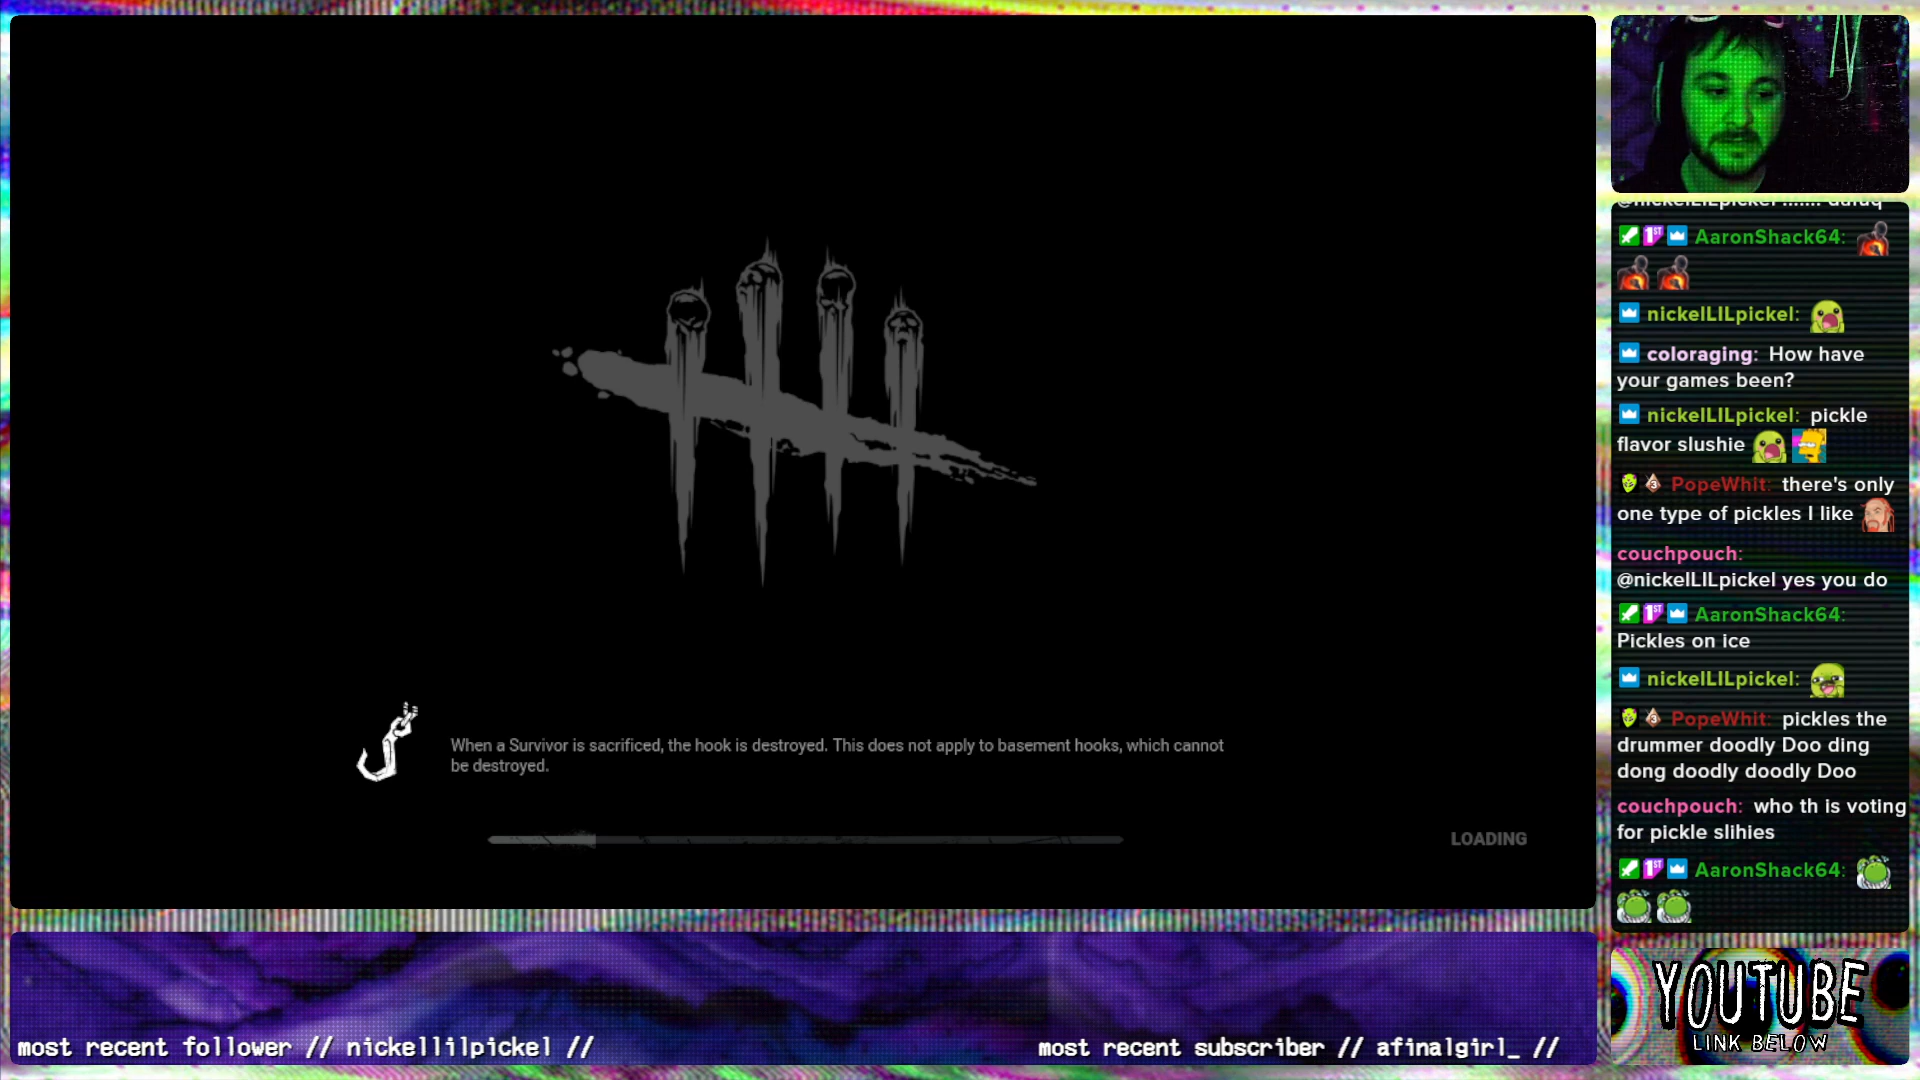 When a Survivor is sacrificed, the hook is destroyed. This does not apply to basement hooks, which cannot
be destroyed.
LOADING
AaronShack64:
nickelLILpickel:
coloraging: How have
your games been?
nickelLILpickel: pickle
flavor slushie
PopeWhit: there's only
one type of pickles I like
couchpouch:
@nickelLILpickel yes you do
AaronShack64:
Pickles on ice
nickelLILpickel:
PopeWhit: pickles the
drummer doodly Doo ding
dong doodly doodly Doo
couchpouch: who th is voting
for pickle slihies
AaronShack64:
YOUTUBE
LINK BELOW
most recent follower // nickellilpickel //
most recent subscriber // afinalgirl_ //